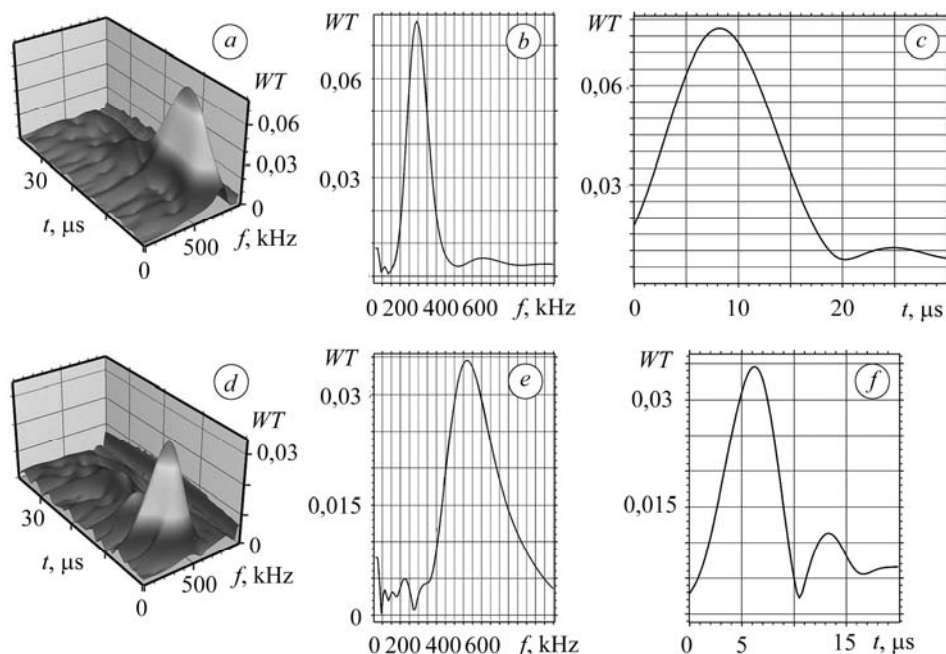 a
WT
0,06
0,03
0
30
t, µs
500
f, kHz
0
WT
b
0,06
0,03
0 200 400 600 f, kHz
WT
c
0,06
0,03
0 10 20 t, µs
d
WT
0,03
0
30
t, µs
500
f, kHz
0
WT
e
0,03
0,015
0
0 200 400 600 f, kHz
WT
f
0,03
0,015
0 5 15 t, µs